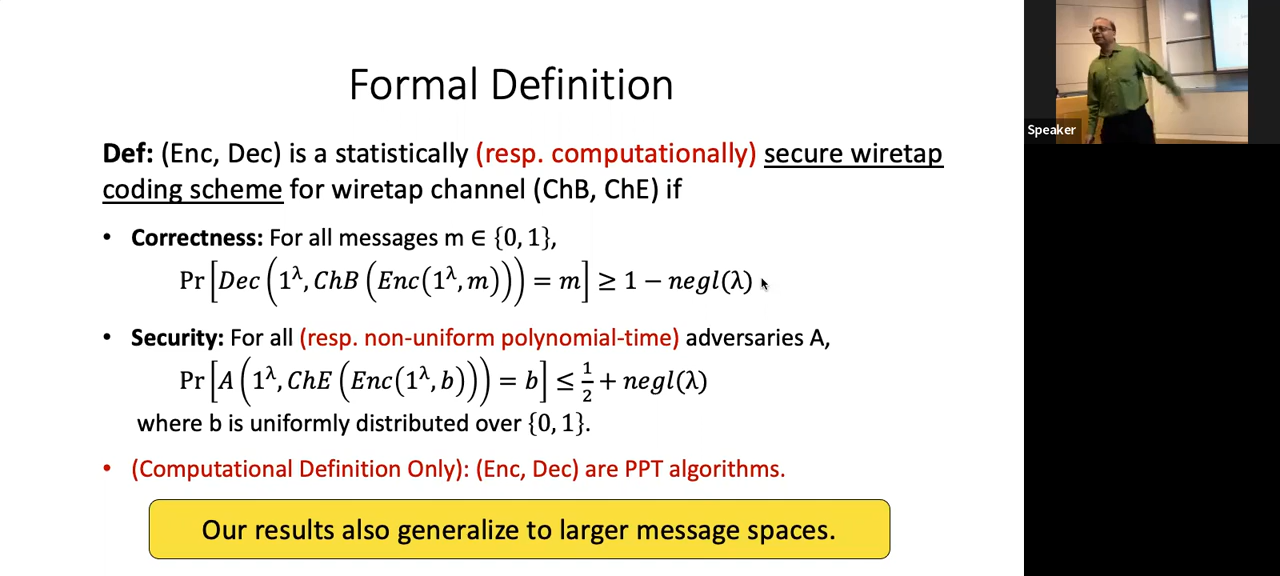 Formal Definition
Def: (Enc, Dec) is a statistically (resp. computationally) secure wiretap
coding scheme for wiretap channel (ChB, ChE) if
• Correctness: For all messages m ∈ {0, 1},
Pr[Dec(1^λ, ChB(Enc(1^λ, m))) = m] ≥ 1 − negl(λ)
• Security: For all (resp. non-uniform polynomial-time) adversaries A,
Pr[A(1^λ, ChE(Enc(1^λ, b))) = b] ≤ 1/2 + negl(λ)
where b is uniformly distributed over {0, 1}.
• (Computational Definition Only): (Enc, Dec) are PPT algorithms.
Our results also generalize to larger message spaces.
Speaker